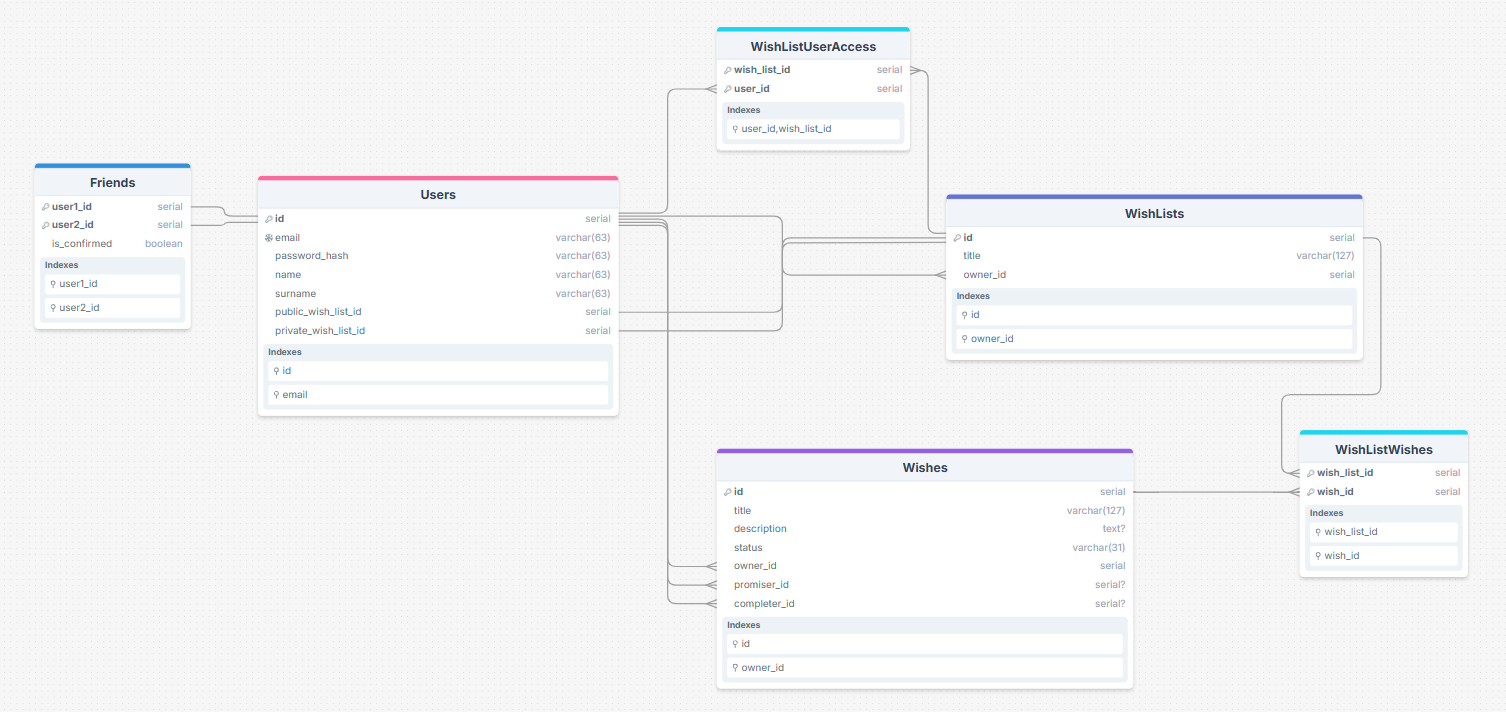 WishListUserAccess
wish_list_id serial
user_id serial
Indexes
user_id,wish_list_id
Friends
user1_id serial
user2_id serial
is_confirmed boolean
Indexes
user1_id
user2_id
Users
id serial
email varchar(63)
password_hash varchar(63)
name varchar(63)
surname varchar(63)
public_wish_list_id serial
private_wish_list_id serial
Indexes
id
email
WishLists
id serial
title varchar(127)
owner_id serial
Indexes
id
owner_id
Wishes
id serial
title varchar(127)
description text?
status varchar(31)
owner_id serial
promiser_id serial?
completer_id serial?
Indexes
id
owner_id
WishListWishes
wish_list_id serial
wish_id serial
Indexes
wish_list_id
wish_id